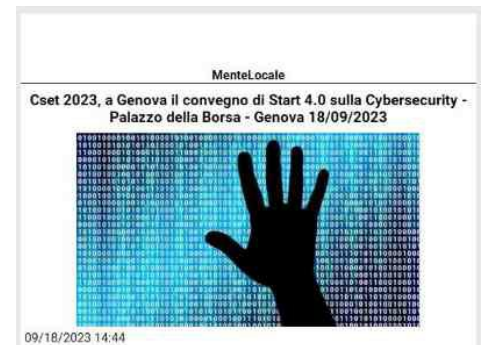 MenteLocale
Cset 2023, a Genova il convegno di Start 4.0 sulla Cybersecurity -
Palazzo della Borsa - Genova 18/09/2023
09/18/2023 14:44